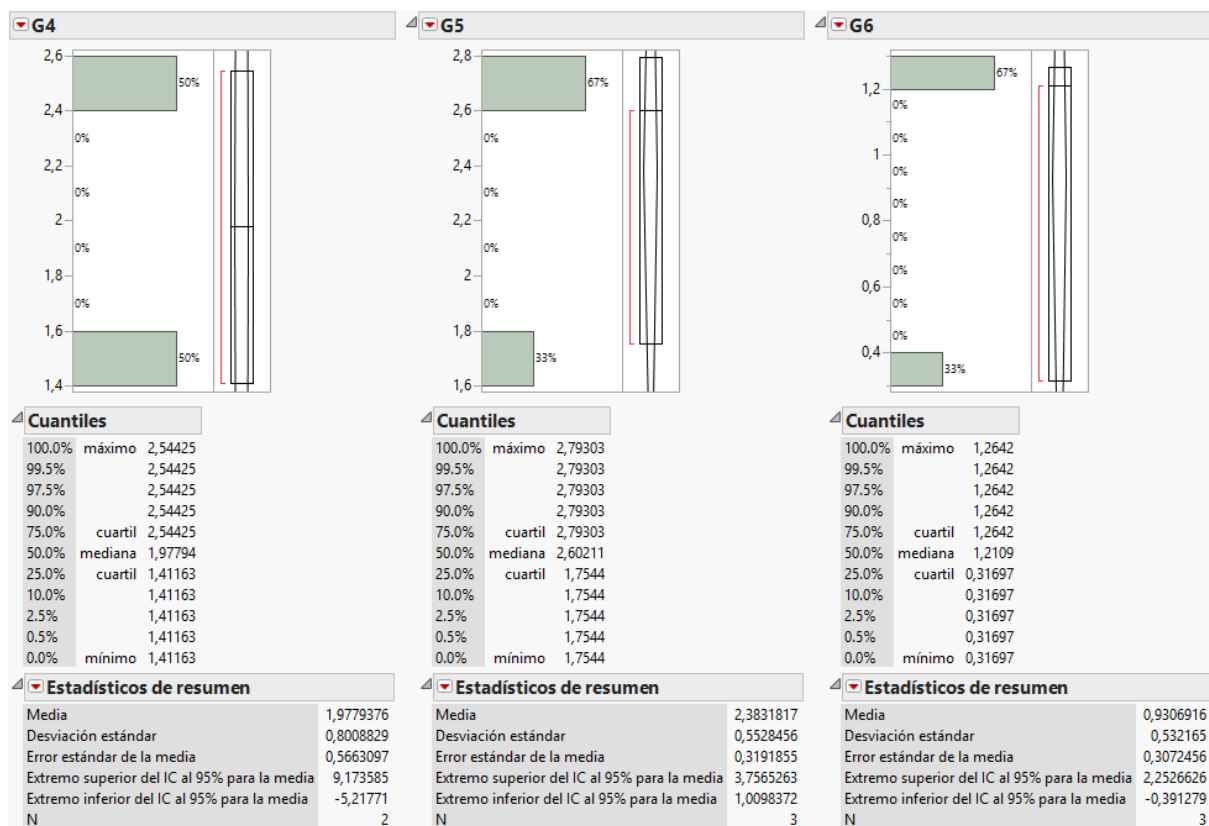 G4
2,6
50%
2,4
0%
2,2
0%
2
0%
1,8
0%
1,6
50%
1,4
Cuantiles
100.0% máximo 2,54425
99.5% 2,54425
97.5% 2,54425
90.0% 2,54425
75.0% cuartil 2,54425
50.0% mediana 1,97794
25.0% cuartil 1,41163
10.0% 1,41163
2.5% 1,41163
0.5% 1,41163
0.0% mínimo 1,41163
Estadísticos de resumen
Media 1,9779376
Desviación estándar 0,8008829
Error estándar de la media 0,5663097
Extremo superior del IC al 95% para la media 9,173585
Extremo inferior del IC al 95% para la media -5,21771
N 2
G5
2,8
67%
2,6
0%
2,4
0%
2,2
0%
2
0%
1,8
33%
1,6
Cuantiles
100.0% máximo 2,79303
99.5% 2,79303
97.5% 2,79303
90.0% 2,79303
75.0% cuartil 2,79303
50.0% mediana 2,60211
25.0% cuartil 1,7544
10.0% 1,7544
2.5% 1,7544
0.5% 1,7544
0.0% mínimo 1,7544
Estadísticos de resumen
Media 2,3831817
Desviación estándar 0,5528456
Error estándar de la media 0,3191855
Extremo superior del IC al 95% para la media 3,7565263
Extremo inferior del IC al 95% para la media 1,0098372
N 3
G6
67%
1,2
0%
0%
1
0%
0%
0,8
0%
0%
0,6
0%
0%
0,4
33%
Cuantiles
100.0% máximo 1,2642
99.5% 1,2642
97.5% 1,2642
90.0% 1,2642
75.0% cuartil 1,2642
50.0% mediana 1,2109
25.0% cuartil 0,31697
10.0% 0,31697
2.5% 0,31697
0.5% 0,31697
0.0% mínimo 0,31697
Estadísticos de resumen
Media 0,9306916
Desviación estándar 0,532165
Error estándar de la media 0,3072456
Extremo superior del IC al 95% para la media 2,2526626
Extremo inferior del IC al 95% para la media -0,391279
N 3